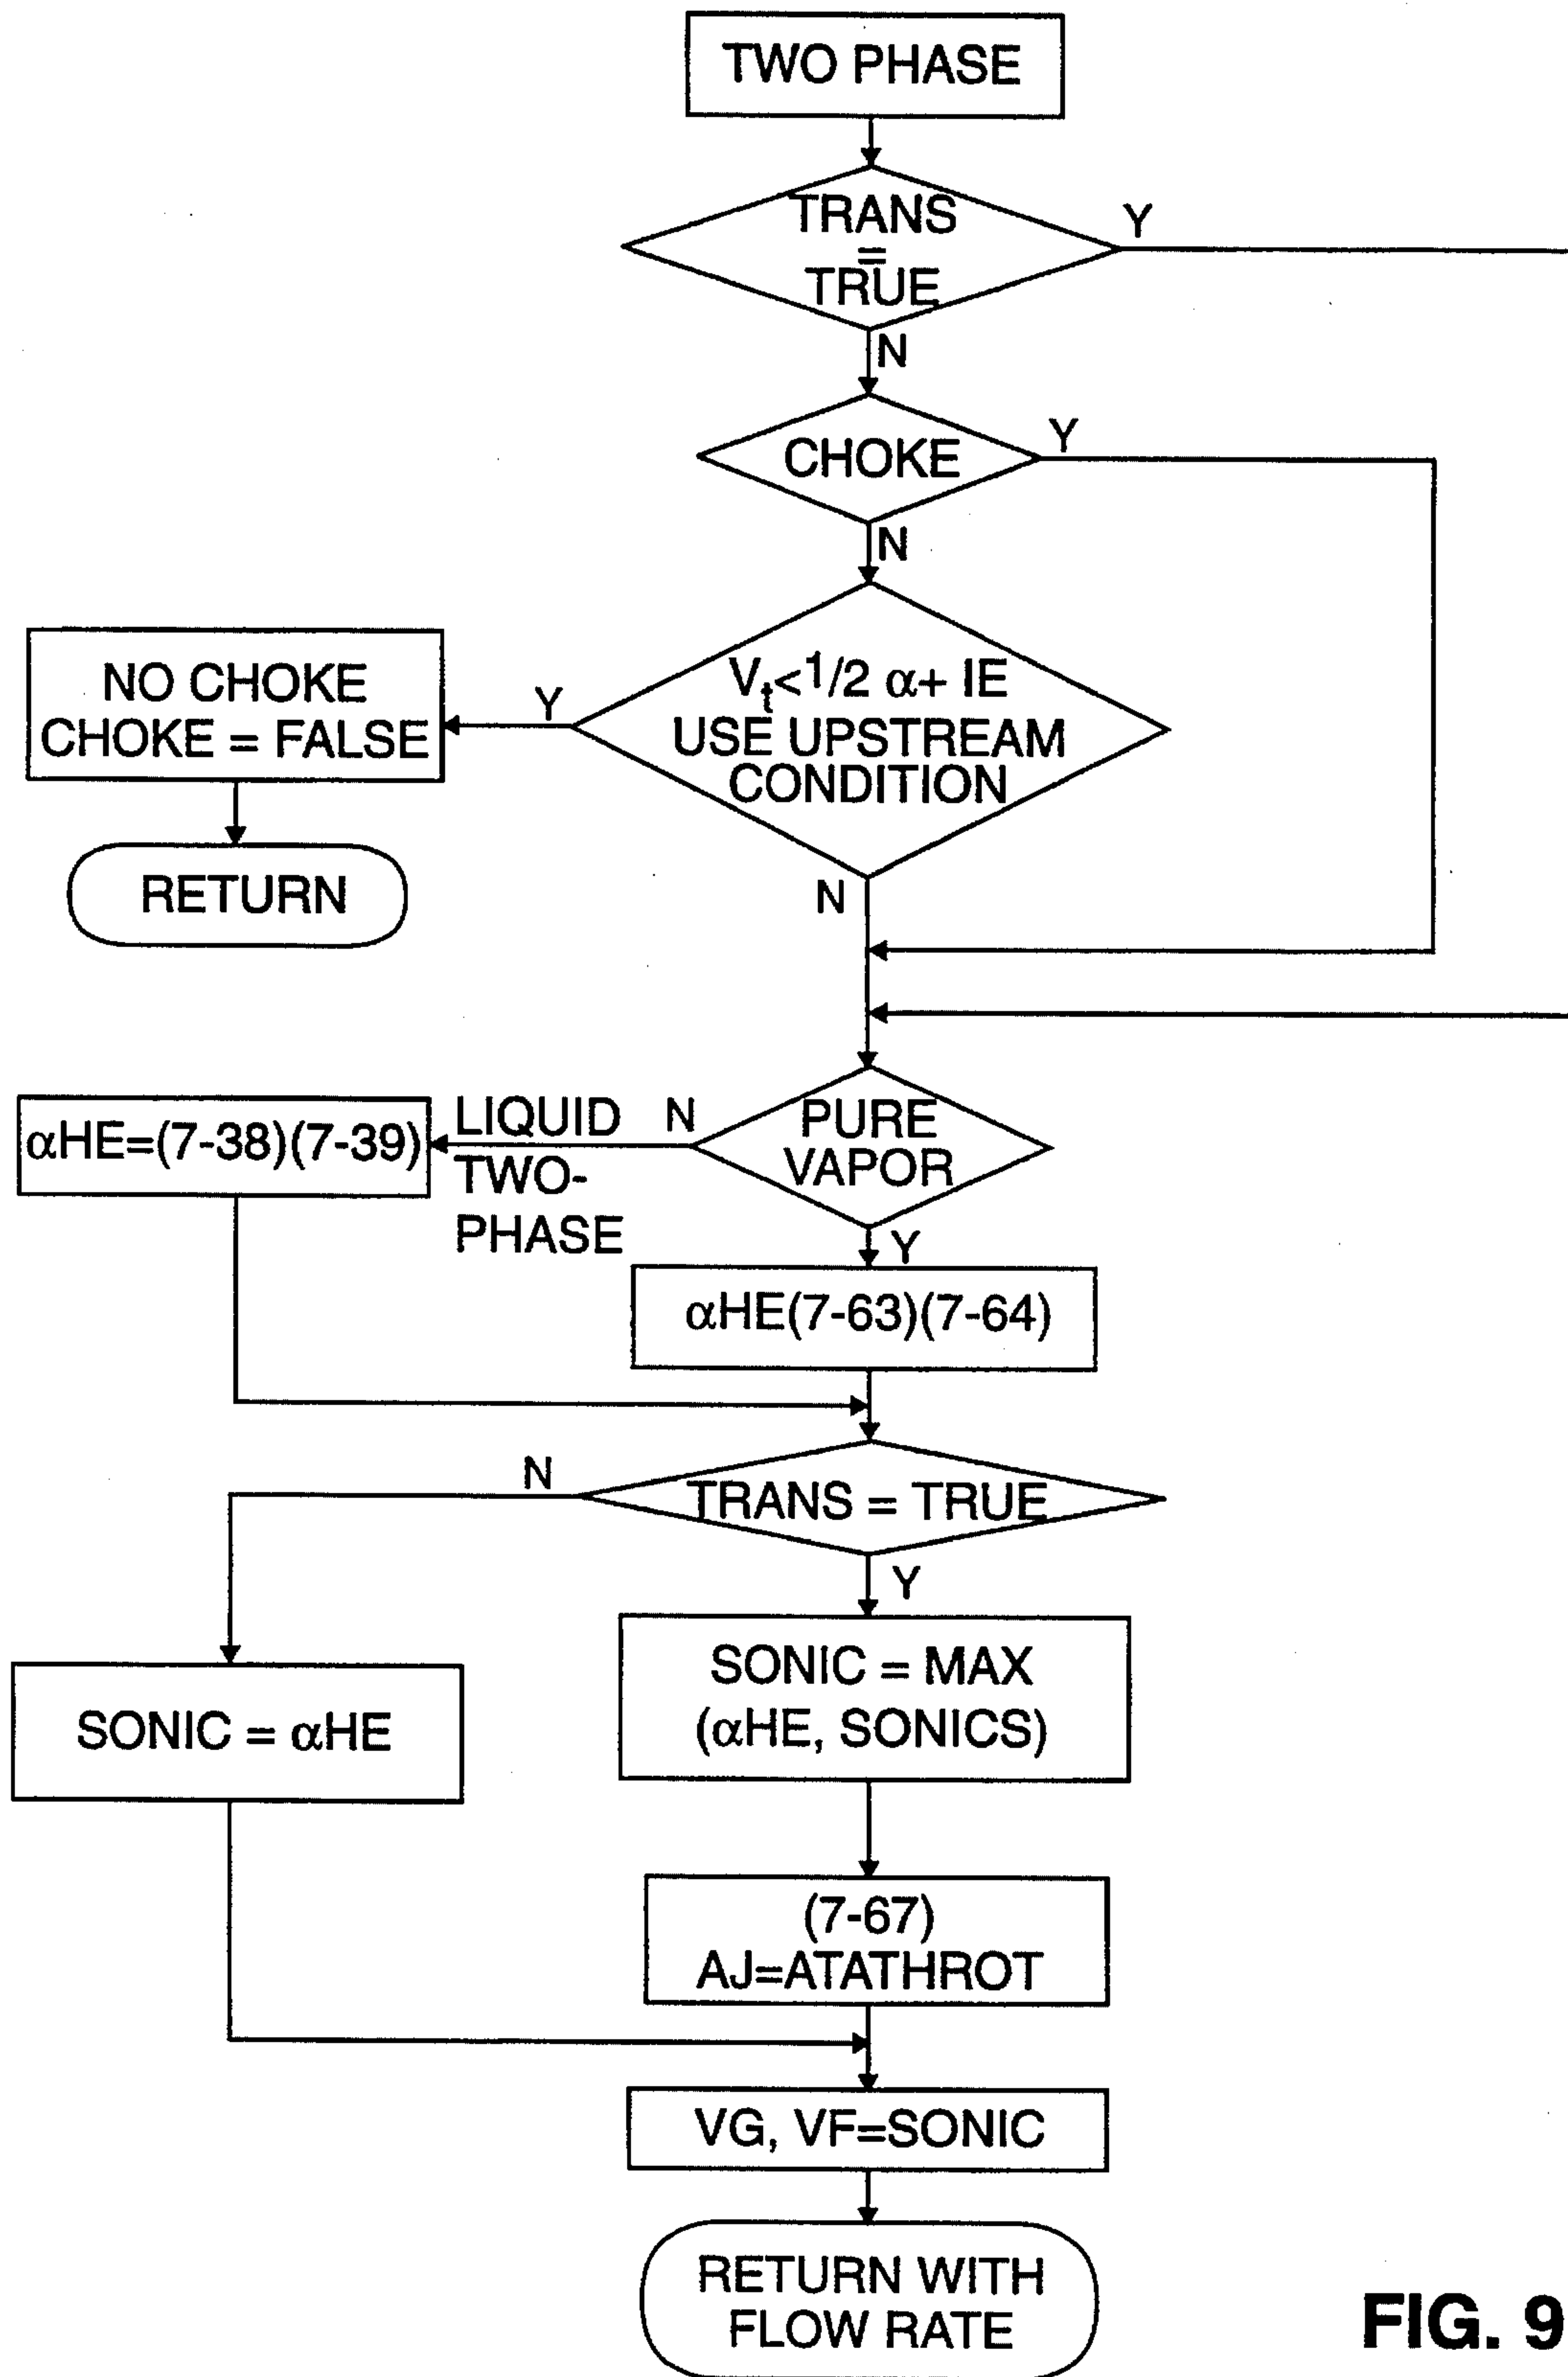 TWO PHASE
TRANS
=
TRUE
Y
N
CHOKE
Y
N
Vt<1/2 α+ IE
USE UPSTREAM
CONDITION
Y
NO CHOKE
CHOKE = FALSE
RETURN
N
PURE
VAPOR
N
LIQUID
TWO-
PHASE
αHE=(7-38)(7-39)
Y
αHE(7-63)(7-64)
TRANS = TRUE
N
Y
SONIC = αHE
SONIC = MAX
(αHE, SONICS)
(7-67)
AJ=ATATHROT
VG, VF=SONIC
RETURN WITH
FLOW RATE
FIG. 9